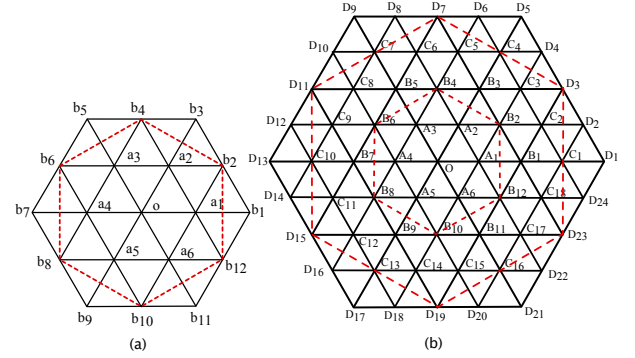 b5 b4 b3
b6 a3 a2 b2
b7 a4 o a1 b1
b8 a5 a6 b12
b9 b10 b11
(a)
D9 D8 D7 D6 D5
D10 C7 C6 C5 C4 D4
D11 C8 B5 B4 B3 C3 D3
D12 C9 B6 A3 A2 B2 C2 D2
D13 C10 B7 A4 O A1 B1 C1 D1
D14 C11 B8 A5 A6 B12 C18 D24
D15 C12 B9 B10 B11 C17 D23
D16 C13 C14 C15 C16 D22
D17 D18 D19 D20 D21
(b)